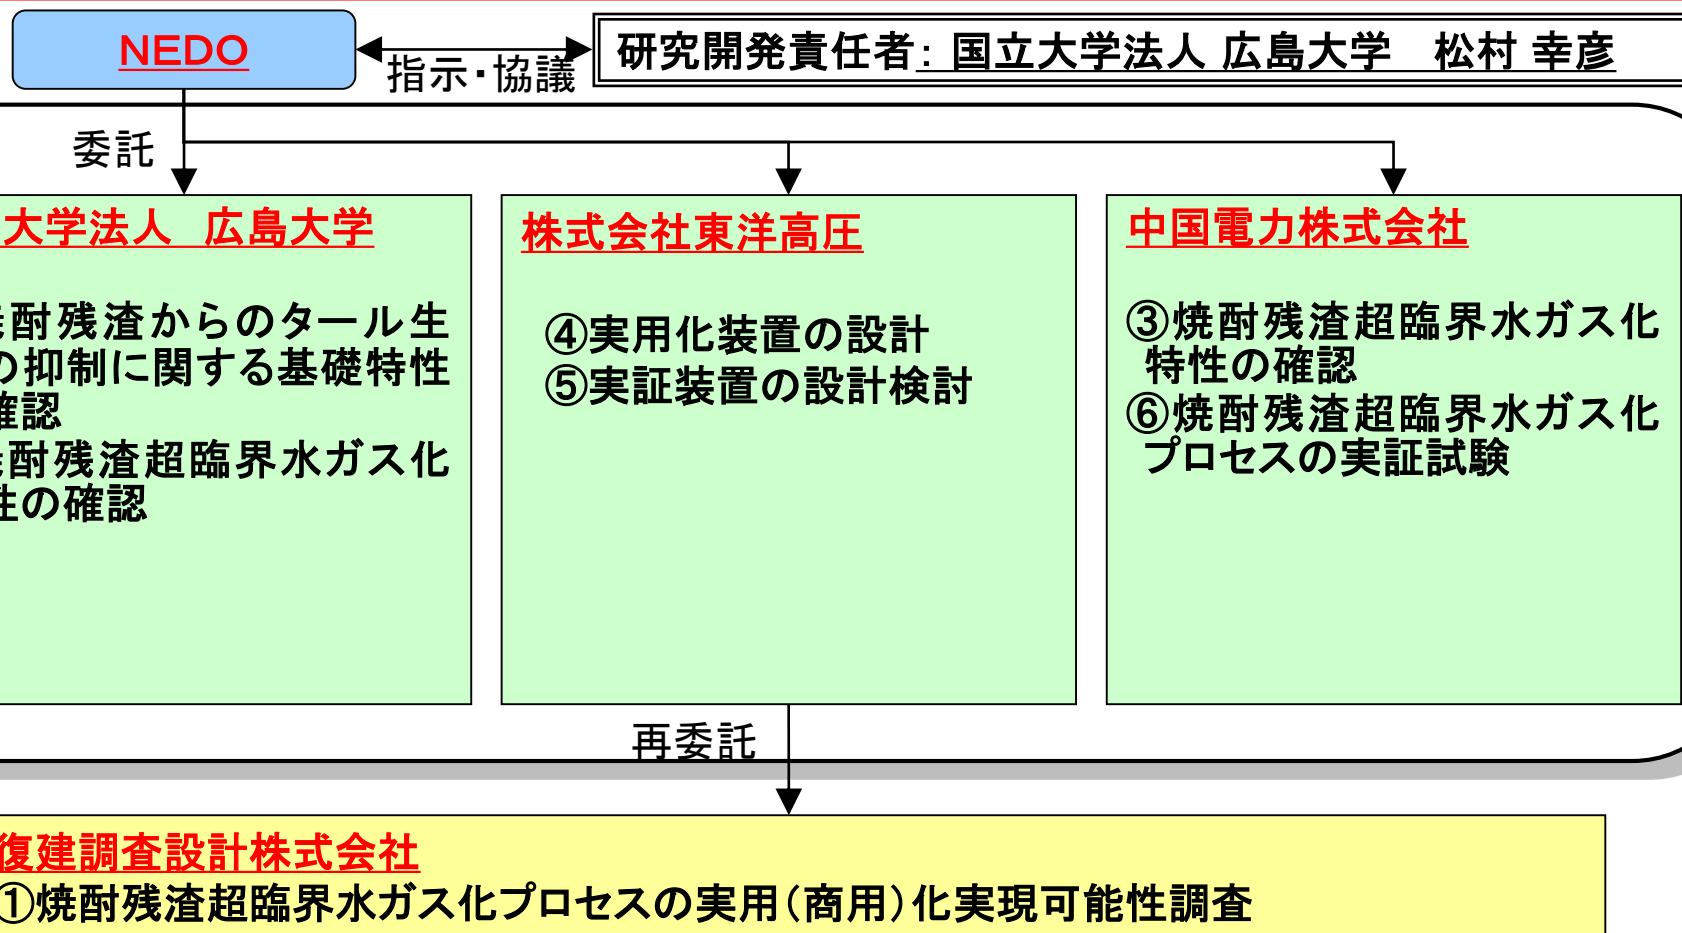 NEDO
指示・協議
研究開発責任者: 国立大学法人 広島大学　松村 幸彦
委託
大学法人　広島大学
酎残渣からのタール生
の抑制に関する基礎特性
確認
酎残渣超臨界水ガス化
性の確認
株式会社東洋高圧
④実用化装置の設計
⑤実証装置の設計検討
中国電力株式会社
③焼酎残渣超臨界水ガス化
特性の確認
⑥焼酎残渣超臨界水ガス化
プロセスの実証試験
再委託
復建調査設計株式会社
①焼酎残渣超臨界水ガス化プロセスの実用(商用)化実現可能性調査